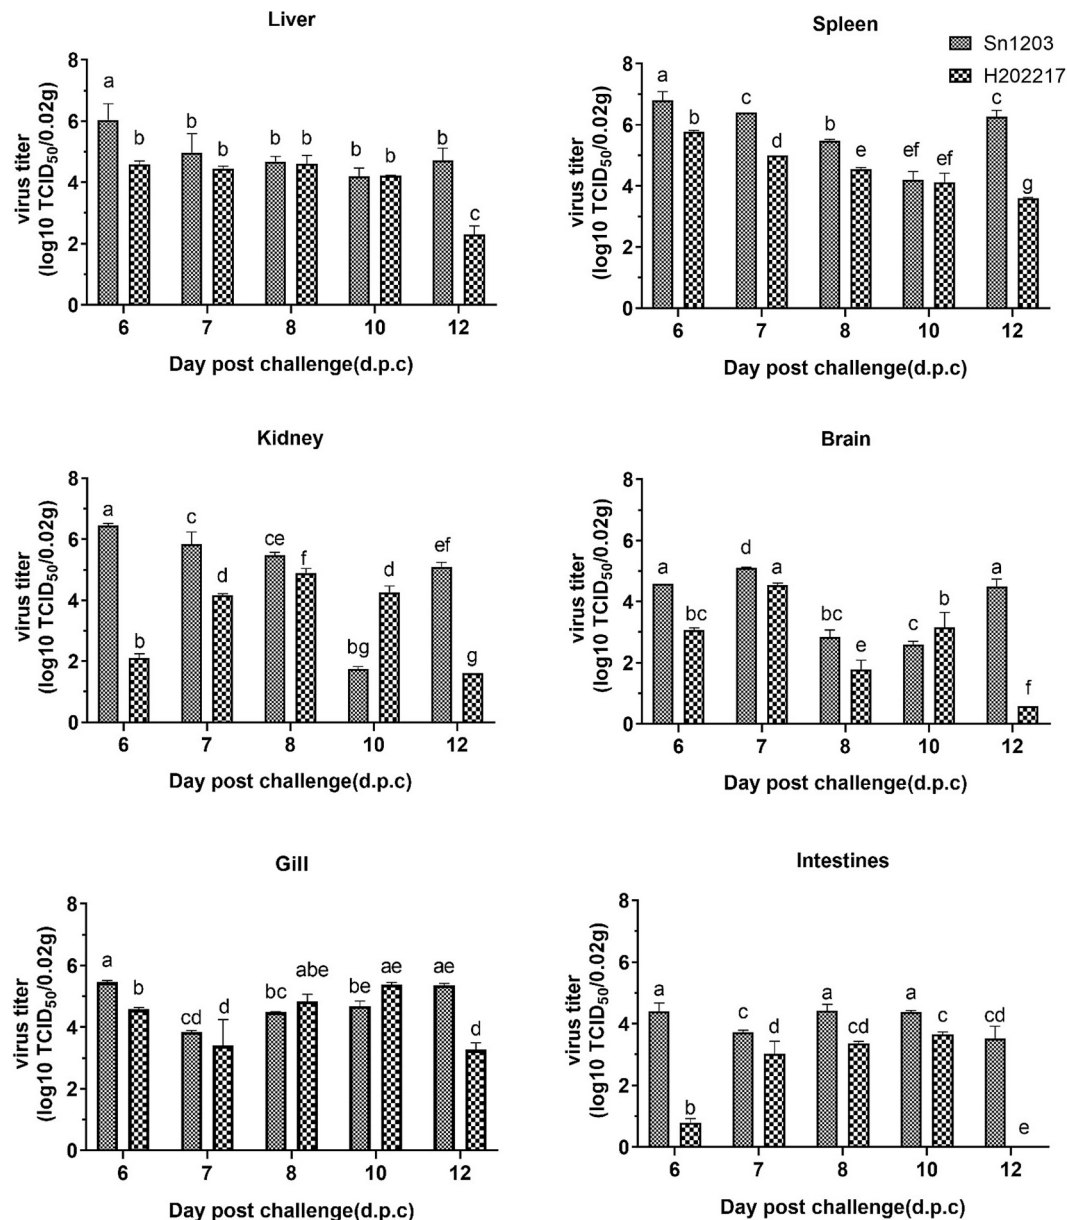 Liver
virus titer
(log10 TCID50/0.02g)
8
6
4
2
0
a
b
b
b
b
b
b
b
b
c
6 7 8 10 12
Day post challenge(d.p.c)
Spleen
Sn1203
H202217
virus titer
(log10 TCID50/0.02g)
8
6
4
2
0
a
b
c
d
b
e
ef
ef
c
g
6 7 8 10 12
Day post challenge(d.p.c)
Kidney
virus titer
(log10 TCID50/0.02g)
8
6
4
2
0
a
b
c
d
ce
f
bg
d
ef
g
6 7 8 10 12
Day post challenge(d.p.c)
Brain
virus titer
(log10 TCID50/0.02g)
8
6
4
2
0
a
bc
d
a
bc
e
c
b
a
f
6 7 8 10 12
Day post challenge(d.p.c)
Gill
virus titer
(log10 TCID50/0.02g)
8
6
4
2
0
a
b
cd
d
bc
abe
be
ae
ae
d
6 7 8 10 12
Day post challenge(d.p.c)
Intestines
virus titer
(log10 TCID50/0.02g)
8
6
4
2
0
a
b
c
d
a
cd
a
c
cd
e
6 7 8 10 12
Day post challenge(d.p.c)